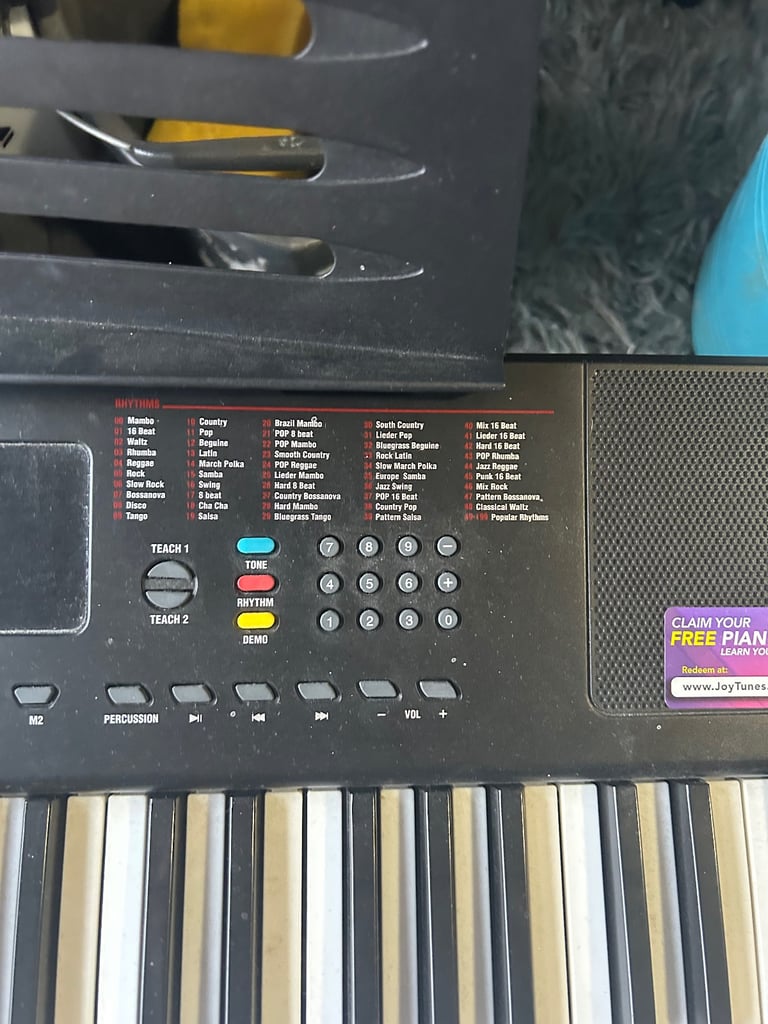 RHYTHMS
00 Mambo
01 16 Beat
02 Waltz
03 Rhumba
04 Reggae
05 Rock
06 Slow Rock
07 Bossanova
08 Disco
09 Tango
10 Country
11 Pop
12 Beguine
13 Latin
14 March Polka
15 Samba
16 Swing
17 8 beat
18 Cha Cha
19 Salsa
20 Brazil Mambo
21 POP 8 beat
22 POP Mambo
23 Smooth Country
24 POP Reggae
25 Lieder Mambo
26 Hard 8 Beat
27 Country Bossanova
28 Hard Mambo
29 Bluegrass Tango
30 South Country
31 Lieder Pop
32 Bluegrass Beguine
33 Rock Latin
34 Slow March Polka
35 Europe Samba
36 Jazz Swing
37 POP 16 Beat
38 Country Pop
39 Pattern Salsa
40 Mix 16 Beat
41 Lieder 16 Beat
42 Hard 16 Beat
43 POP Rhumba
44 Jazz Reggae
45 Punk 16 Beat
46 Mix Rock
47 Pattern Bossanova
48 Classical Waltz
49-199 Popular Rhythms
TEACH 1
TEACH 2
TONE
RHYTHM
DEMO
7 8 9 −
4 5 6 +
1 2 3 0
M2
PERCUSSION
− VOL +
CLAIM YOUR
FREE PIAN
LEARN YOU
Redeem at:
www.JoyTunes.